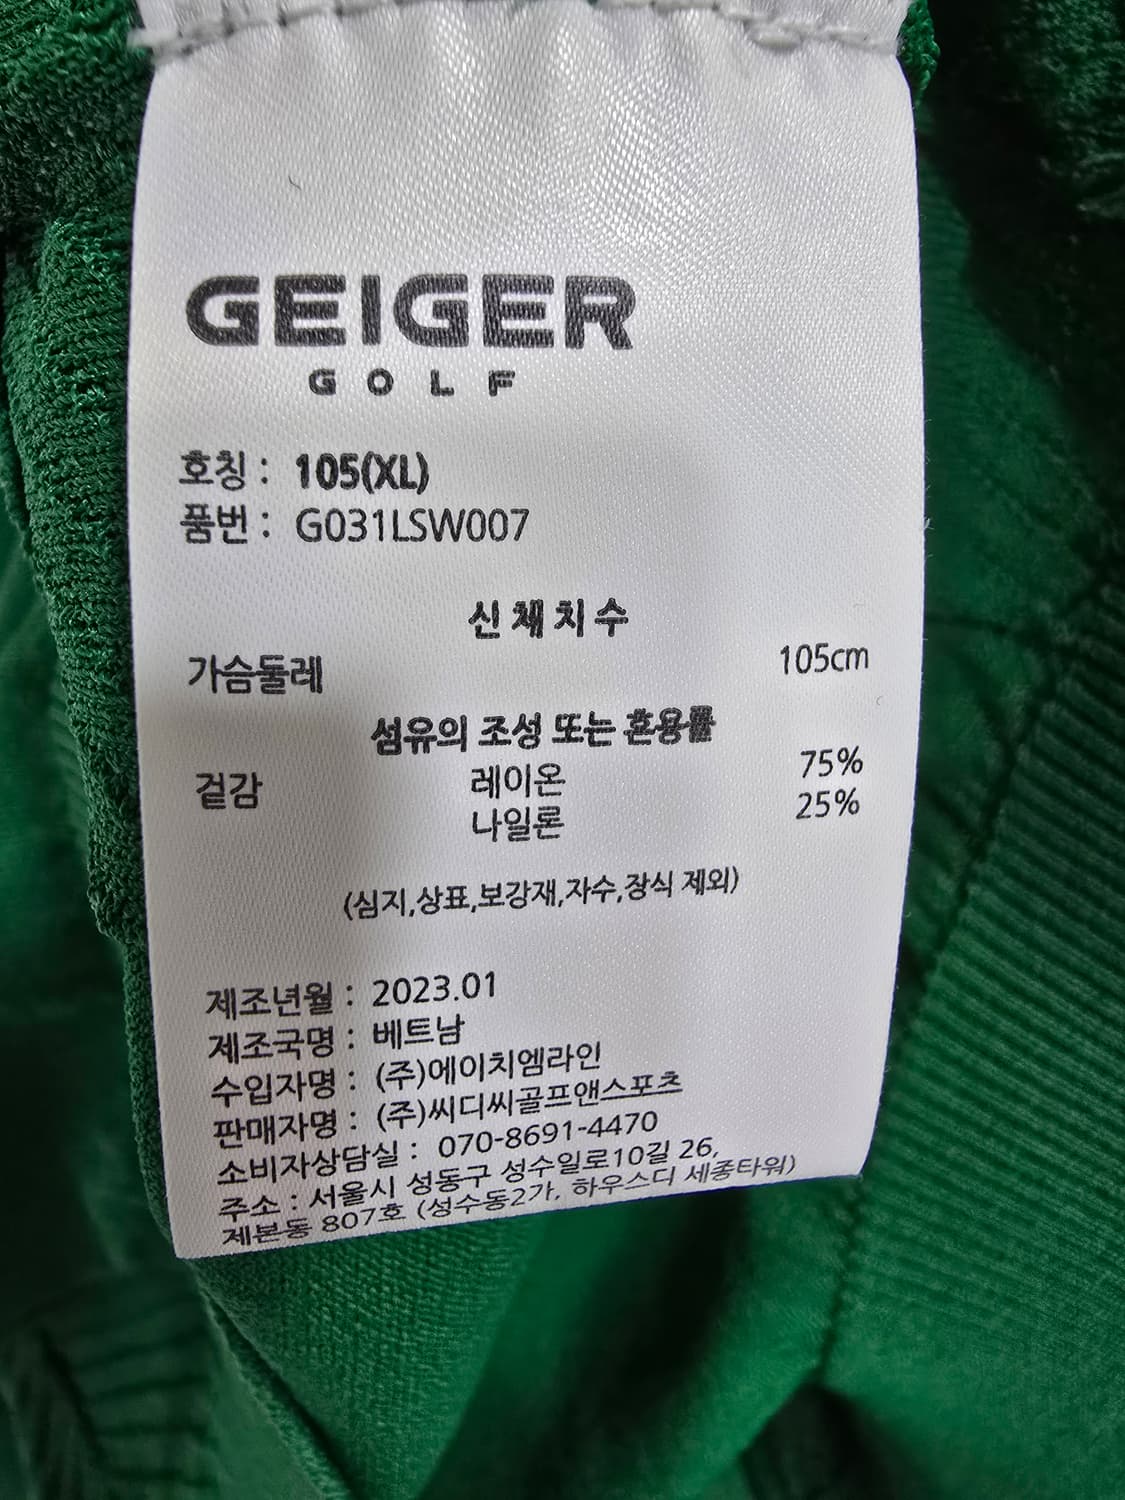 GEIGER
GOLF
호칭 : 105(XL)
품번 : G031LSW007
신체치수
가슴둘레 105cm
섬유의 조성 또는 혼용률
겉감 레이온 75%
나일론 25%
(심지,상표,보강재,자수,장식 제외)
제조년월 : 2023.01
제조국명 : 베트남
수입자명 : (주)에이치엠라인
판매자명 : (주)씨디씨골프앤스포츠
소비자상담실 : 070-8691-4470
주소 : 서울시 성동구 성수일로10길 26,
제본동 807호 (성수동2가, 하우스디 세종타워)